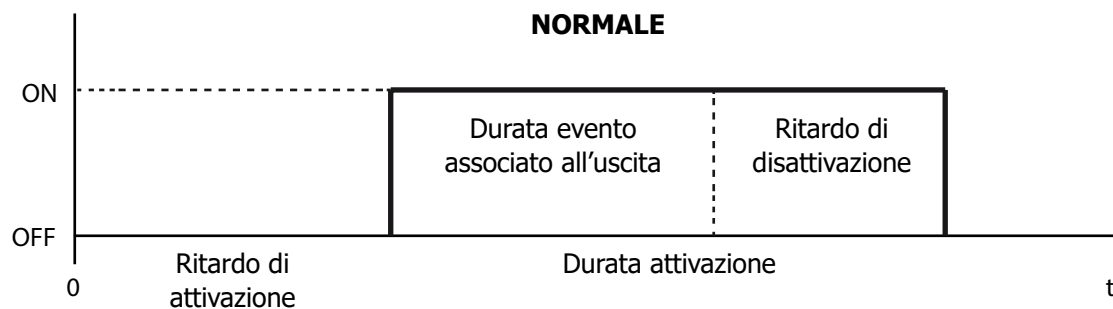 NORMALE
ON
Durata evento
associato all'uscita
Ritardo di
disattivazione
OFF
0
Ritardo di
attivazione
Durata attivazione
t